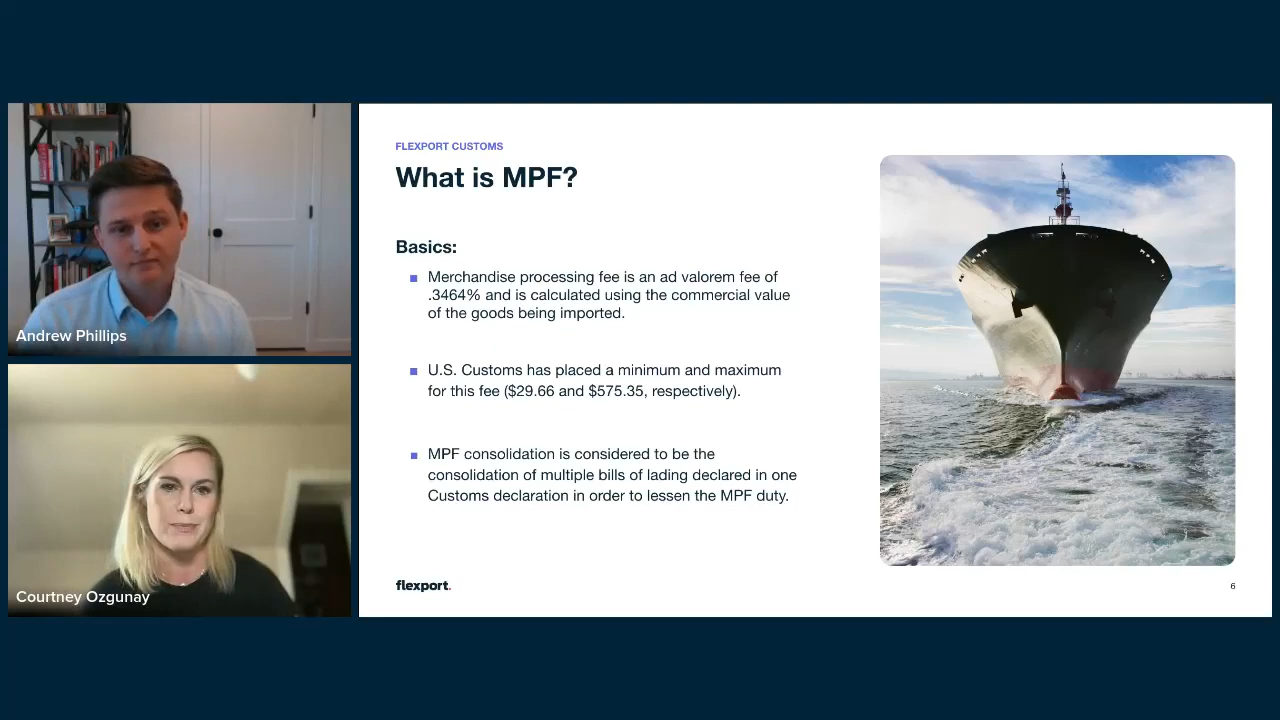 Andrew Phillips
Courtney Ozgunay
FLEXPORT CUSTOMS
What is MPF?
Basics:
Merchandise processing fee is an ad valorem fee of
.3464% and is calculated using the commercial value
of the goods being imported.
U.S. Customs has placed a minimum and maximum
for this fee ($29.66 and $575.35, respectively).
MPF consolidation is considered to be the
consolidation of multiple bills of lading declared in one
Customs declaration in order to lessen the MPF duty.
flexport.
6